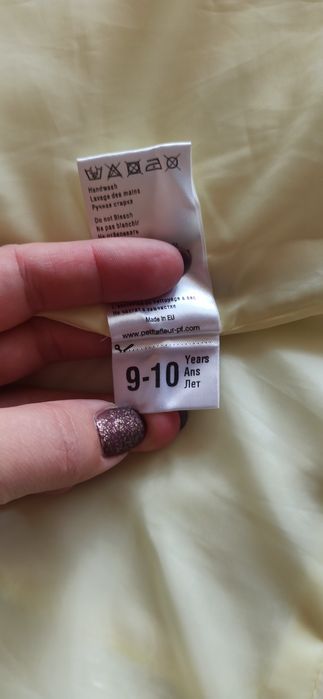 Handwash
Lavage des mains
Ручная стирка
Do not Bleach
Ne pas blanchir
Не отбеливать
Made in EU
www.petitafleur-pt.com
9-10 Years
Ans
Лет